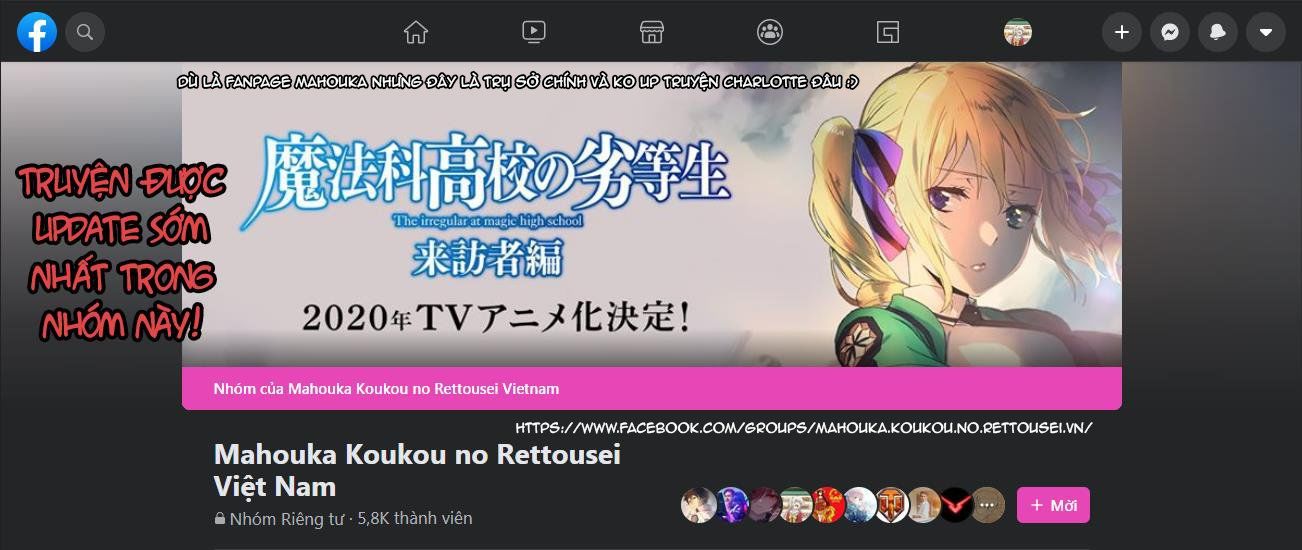 DÙ LÀ FANPAGE MAHOUKA NHƯNG ĐÂY LÀ TRỤ SỞ CHÍNH VÀ KO UP TRUYỆN CHARLOTTE ĐÂU :)
TRUYỆN ĐƯỢC
UPDATE SỚM
NHẤT TRONG
NHÓM NÀY!
魔法科高校の劣等生
The irregular at magic high school
来訪者編
2020年TVアニメ化決定!
Nhóm của Mahouka Koukou no Rettousei Vietnam
HTTPS://WWW.FACEBOOK.COM/GROUPS/MAHOUKA.KOUKOU.NO.RETTOUSEI.VN/
Mahouka Koukou no Rettousei
Việt Nam
Nhóm Riêng tư · 5,8K thành viên
+ Mời